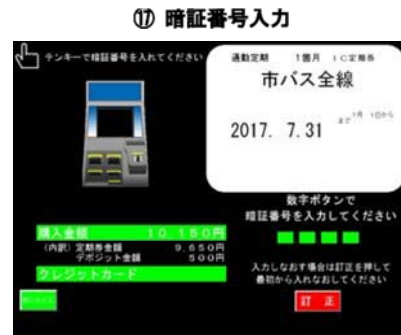 ⑰ 暗証番号入力
テンキーで暗証番号を入れてください
通勤定期 1箇月 IC定期券
市バス全線
2017. 7.31
まで
数字ボタンで
暗証番号を入力してください
購入金額 10,150円
(内訳) 定期券金額 9,650円
デポジット金額 500円
クレジットカード
入力しなおす場合は訂正を押して
最初から入れなおしてください
訂 正